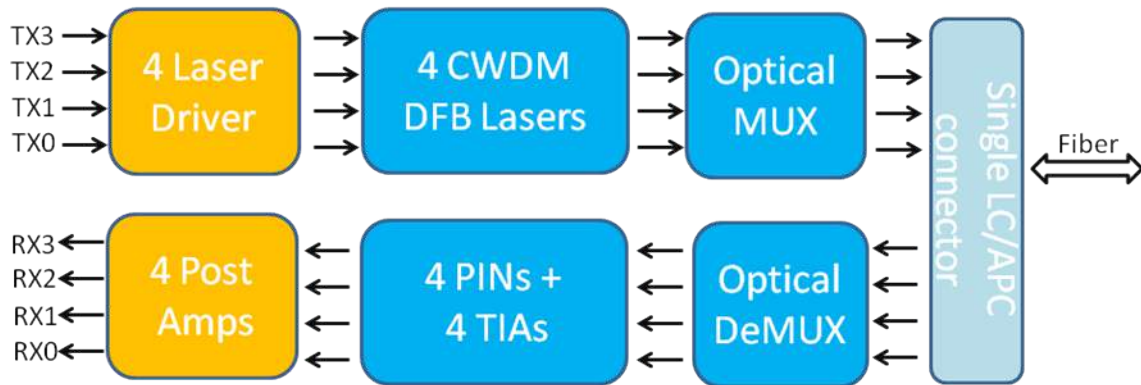 TX3
TX2
TX1
TX0
4 Laser
Driver
4 CWDM
DFB Lasers
Optical
MUX
Single LC/APC
connector
Fiber
RX3
RX2
RX1
RX0
4 Post
Amps
4 PINs +
4 TIAs
Optical
DeMUX